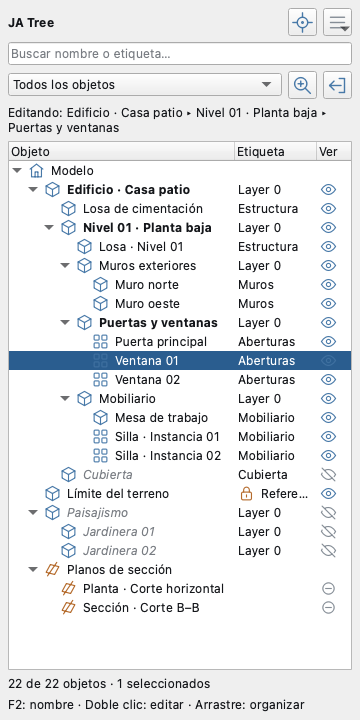 JA Tree
Buscar nombre o etiqueta...
Todos los objetos
Editando: Edificio · Casa patio ▸ Nivel 01 · Planta baja ▸
Puertas y ventanas
Objeto Etiqueta Ver
Modelo
Edificio · Casa patio Layer 0
Losa de cimentación Estructura
Nivel 01 · Planta baja Layer 0
Losa · Nivel 01 Estructura
Muros exteriores Layer 0
Muro norte Muros
Muro oeste Muros
Puertas y ventanas Layer 0
Puerta principal Aberturas
Ventana 01 Aberturas
Ventana 02 Aberturas
Mobiliario Layer 0
Mesa de trabajo Mobiliario
Silla · Instancia 01 Mobiliario
Silla · Instancia 02 Mobiliario
Cubierta Cubierta
Límite del terreno Refere...
Paisajismo Layer 0
Jardinera 01 Layer 0
Jardinera 02 Layer 0
Planos de sección
Planta · Corte horizontal
Sección · Corte B–B
22 de 22 objetos · 1 seleccionados
F2: nombre · Doble clic: editar · Arrastre: organizar